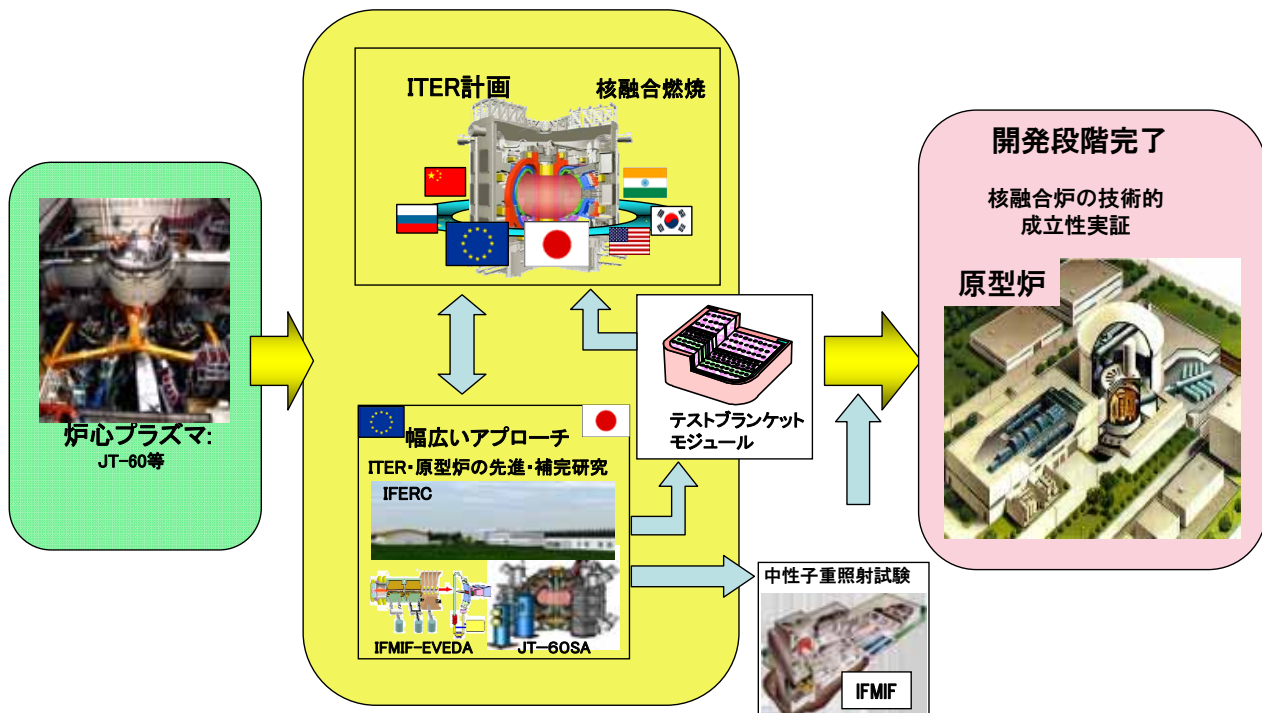 炉心プラズマ:
JT-60等
ITER計画
核融合燃焼
幅広いアプローチ
ITER・原型炉の先進・補完研究
IFERC
IFMIF-EVEDA
JT-60SA
テストブランケット
モジュール
中性子重照射試験
IFMIF
開発段階完了
核融合炉の技術的
成立性実証
原型炉